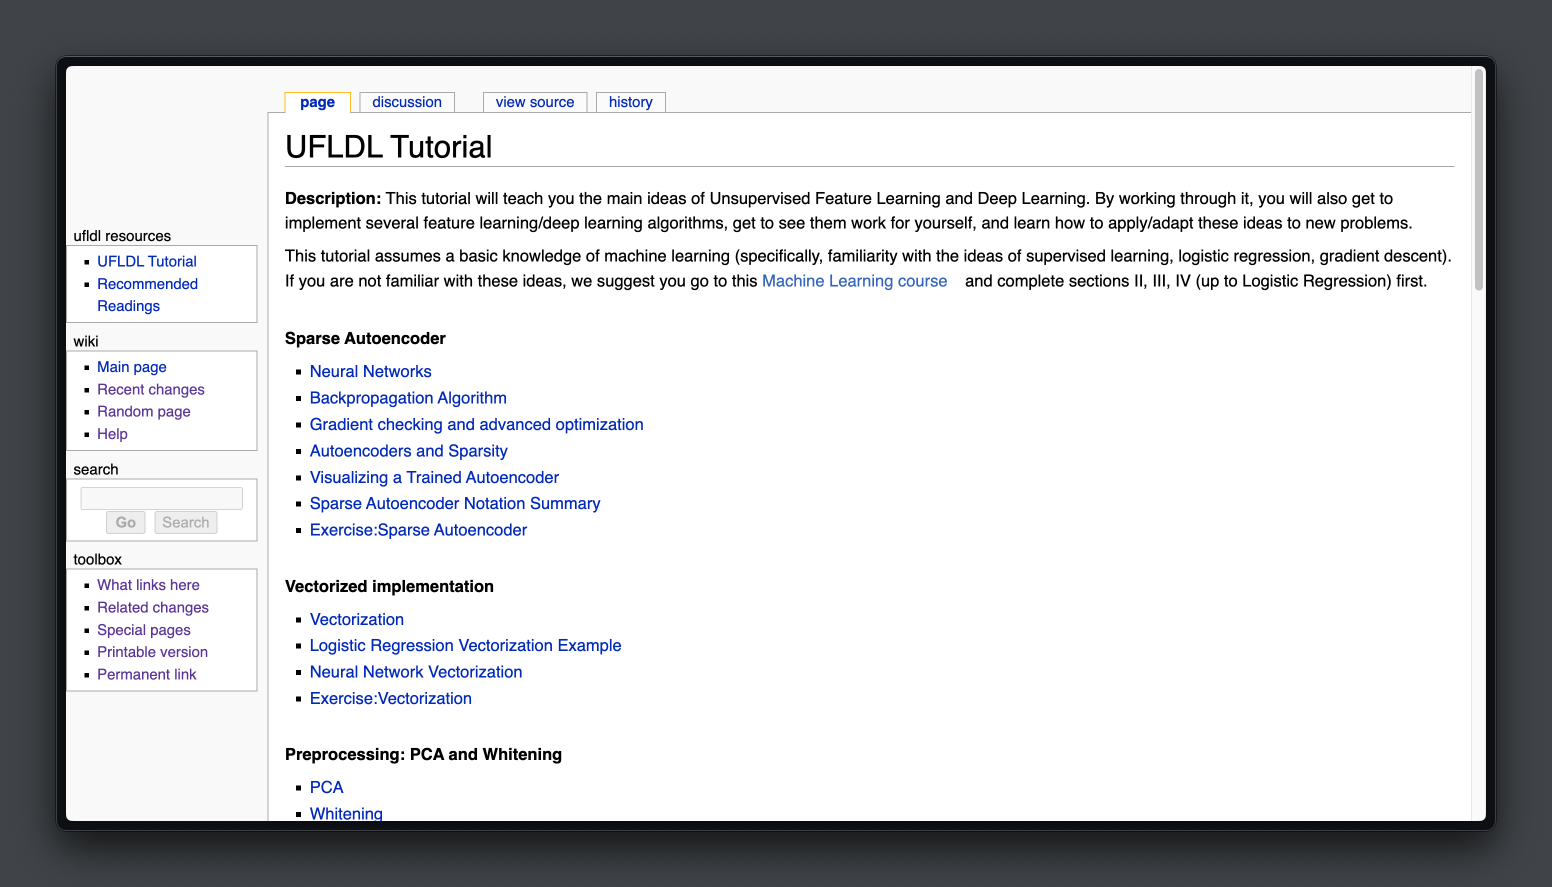 page
discussion
view source
history
UFLDL Tutorial
Description: This tutorial will teach you the main ideas of Unsupervised Feature Learning and Deep Learning. By working through it, you will also get to
implement several feature learning/deep learning algorithms, get to see them work for yourself, and learn how to apply/adapt these ideas to new problems.
This tutorial assumes a basic knowledge of machine learning (specifically, familiarity with the ideas of supervised learning, logistic regression, gradient descent).
If you are not familiar with these ideas, we suggest you go to this Machine Learning course and complete sections II, III, IV (up to Logistic Regression) first.
Sparse Autoencoder
Neural Networks
Backpropagation Algorithm
Gradient checking and advanced optimization
Autoencoders and Sparsity
Visualizing a Trained Autoencoder
Sparse Autoencoder Notation Summary
Exercise:Sparse Autoencoder
Vectorized implementation
Vectorization
Logistic Regression Vectorization Example
Neural Network Vectorization
Exercise:Vectorization
Preprocessing: PCA and Whitening
PCA
Whitening
ufldl resources
UFLDL Tutorial
Recommended
Readings
wiki
Main page
Recent changes
Random page
Help
search
Go
Search
toolbox
What links here
Related changes
Special pages
Printable version
Permanent link